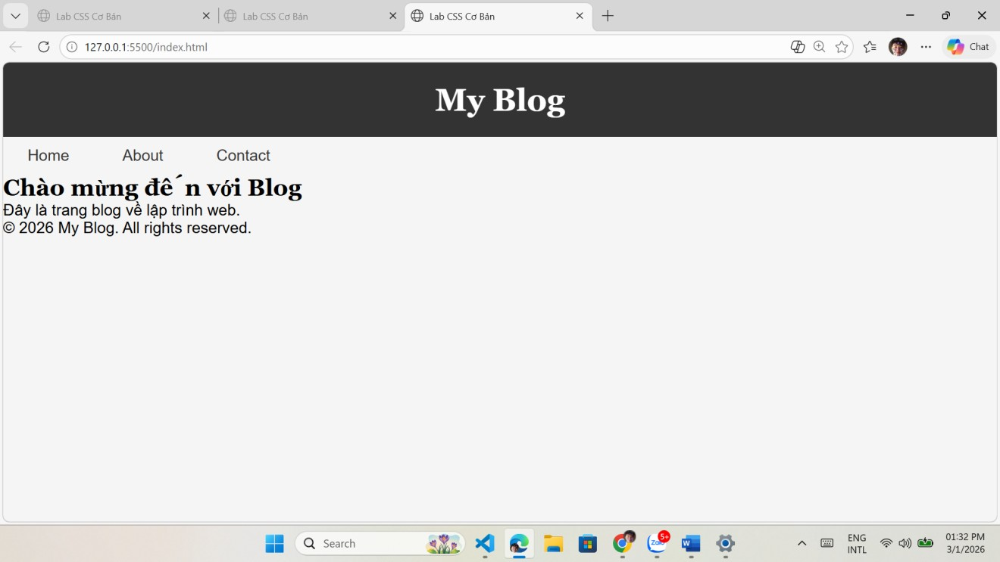 Lab CSS Cơ Bản
Lab CSS Cơ Bản
Lab CSS Cơ Bản
127.0.0.1:5500/index.html
Chat
My Blog
Home About Contact
Chào mừng đến với Blog
Đây là trang blog về lập trình web.
© 2026 My Blog. All rights reserved.
Search
Zalo
5+
W
ENG
INTL
01:32 PM
3/1/2026